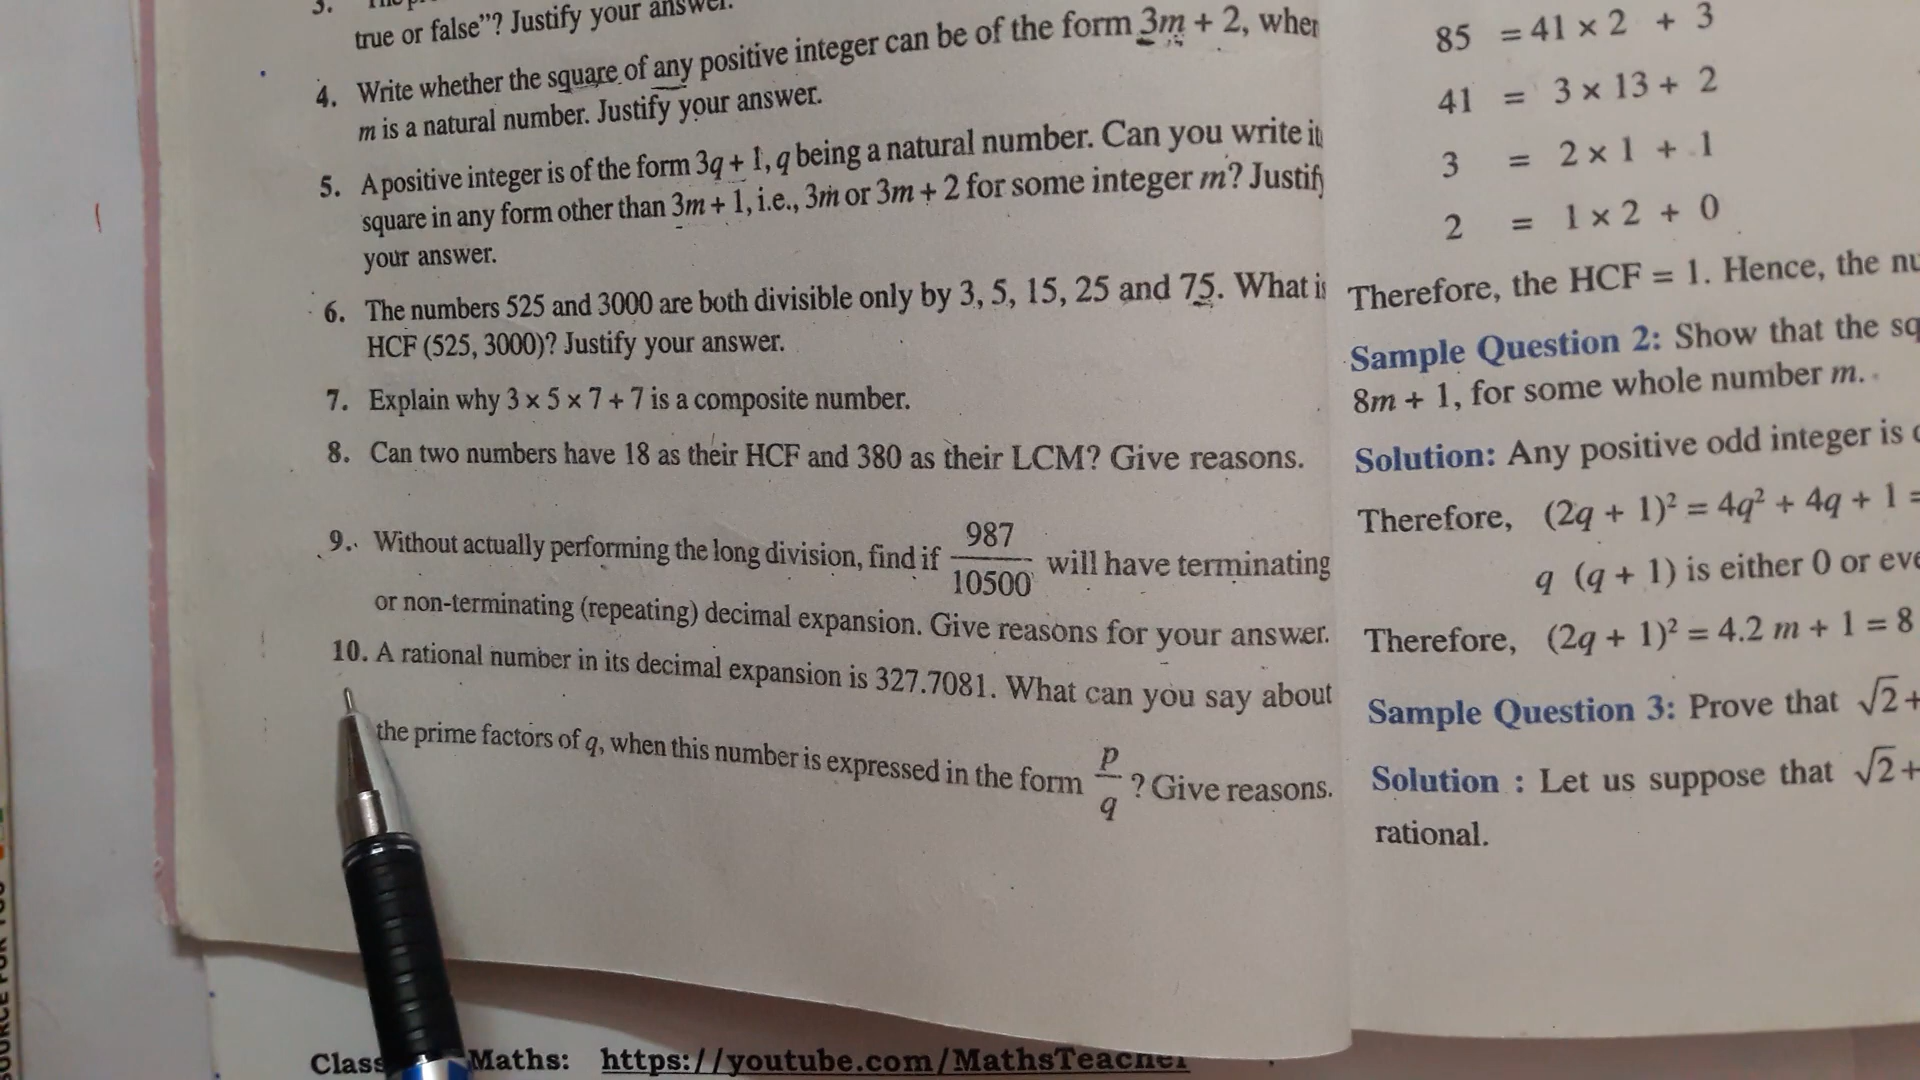 3.
true or false"? Justify your answer.
4. Write whether the square of any positive integer can be of the form 3m + 2, wher
m is a natural number. Justify your answer.
5. A positive integer is of the form 3q + 1, q being a natural number. Can you write it
square in any form other than 3m + 1, i.e., 3m or 3m + 2 for some integer m? Justify
your answer.
6. The numbers 525 and 3000 are both divisible only by 3, 5, 15, 25 and 75. What is
HCF (525, 3000)? Justify your answer.
7. Explain why 3 × 5 × 7 + 7 is a composite number.
8. Can two numbers have 18 as their HCF and 380 as their LCM? Give reasons.
9. Without actually performing the long division, find if 987/10500 will have terminating
or non-terminating (repeating) decimal expansion. Give reasons for your answer.
10. A rational number in its decimal expansion is 327.7081. What can you say about
the prime factors of q, when this number is expressed in the form p/q ? Give reasons.
85 = 41 × 2 + 3
41 = 3 × 13 + 2
3 = 2 × 1 + 1
2 = 1 × 2 + 0
Therefore, the HCF = 1. Hence, the nu
Sample Question 2: Show that the sq
8m + 1, for some whole number m.
Solution: Any positive odd integer is o
Therefore, (2q + 1)² = 4q² + 4q + 1 =
q (q + 1) is either 0 or eve
Therefore, (2q + 1)² = 4.2 m + 1 = 8
Sample Question 3: Prove that √2 +
Solution : Let us suppose that √2 +
rational.
Class Maths: https://youtube.com/MathsTeacher